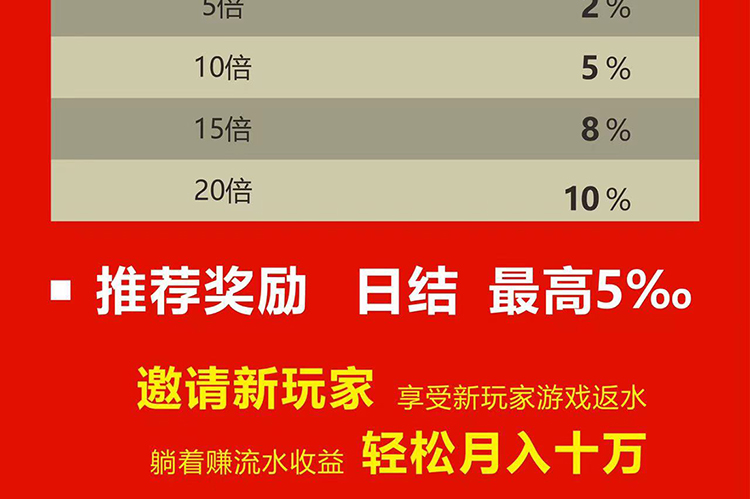 5倍 2%
10倍 5%
15倍 8%
20倍 10%
推荐奖励 日结 最高5‰
邀请新玩家 享受新玩家游戏返水
躺着赚流水收益 轻松月入十万